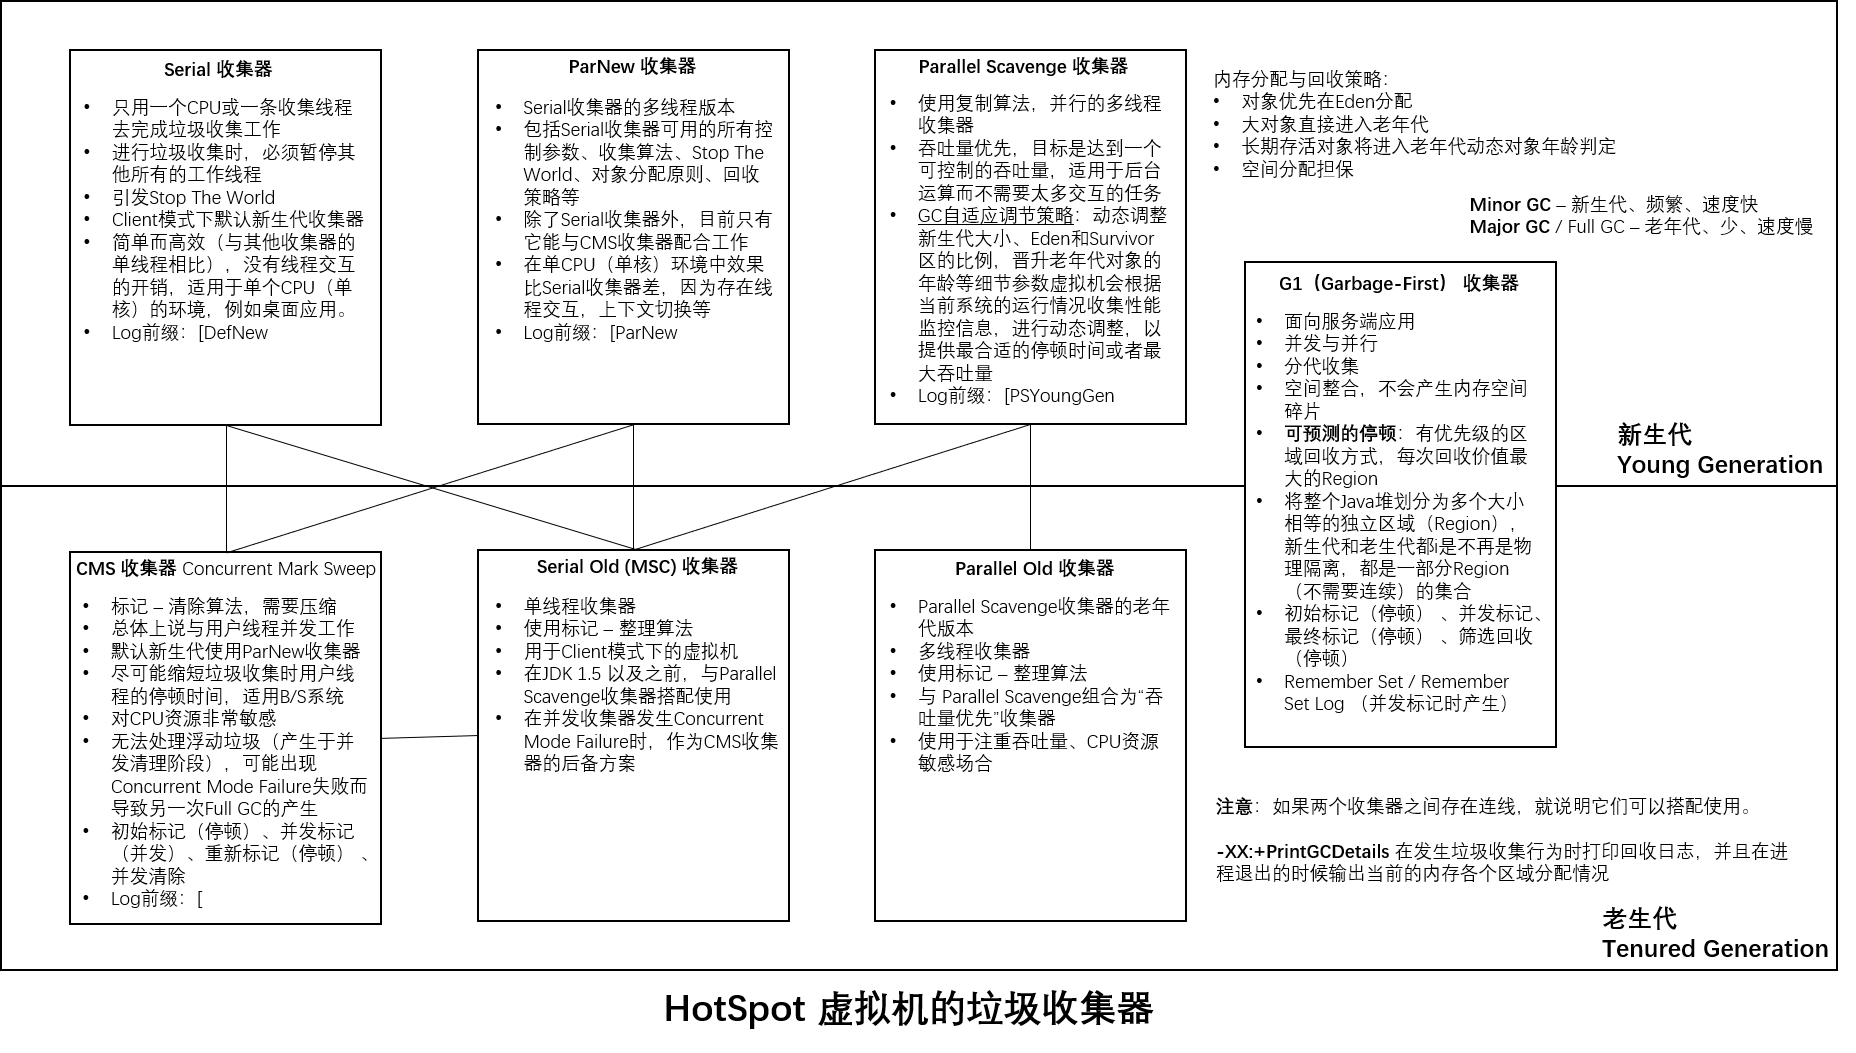 Serial 收集器
• 只用一个CPU或一条收集线程
去完成垃圾收集工作
• 进行垃圾收集时，必须暂停其
他所有的工作线程
• 引发Stop The World
• Client模式下默认新生代收集器
• 简单而高效（与其他收集器的
单线程相比），没有线程交互
的开销，适用于单个CPU（单
核）的环境，例如桌面应用。
• Log前缀：[DefNew
ParNew 收集器
• Serial收集器的多线程版本
• 包括Serial收集器可用的所有控
制参数、收集算法、Stop The
World、对象分配原则、回收
策略等
• 除了Serial收集器外，目前只有
它能与CMS收集器配合工作
• 在单CPU（单核）环境中效果
比Serial收集器差，因为存在线
程交互，上下文切换等
• Log前缀：[ParNew
Parallel Scavenge 收集器
• 使用复制算法，并行的多线程
收集器
• 吞吐量优先，目标是达到一个
可控制的吞吐量，适用于后台
运算而不需要太多交互的任务
• GC自适应调节策略：动态调整
新生代大小、Eden和Survivor
区的比例，晋升老年代对象的
年龄等细节参数虚拟机会根据
当前系统的运行情况收集性能
监控信息，进行动态调整，以
提供最合适的停顿时间或者最
大吞吐量
• Log前缀：[PSYoungGen
内存分配与回收策略：
• 对象优先在Eden分配
• 大对象直接进入老年代
• 长期存活对象将进入老年代动态对象年龄判定
• 空间分配担保
Minor GC – 新生代、频繁、速度快
Major GC / Full GC – 老年代、少、速度慢
G1（Garbage-First） 收集器
• 面向服务端应用
• 并发与并行
• 分代收集
• 空间整合，不会产生内存空间
碎片
• 可预测的停顿：有优先级的区
域回收方式，每次回收价值最
大的Region
• 将整个Java堆划分为多个大小
相等的独立区域（Region），
新生代和老生代都i是不再是物
理隔离，都是一部分Region
（不需要连续）的集合
• 初始标记（停顿） 、并发标记、
最终标记（停顿） 、筛选回收
（停顿）
• Remember Set / Remember
Set Log （并发标记时产生）
新生代
Young Generation
CMS 收集器 Concurrent Mark Sweep
• 标记 – 清除算法，需要压缩
• 总体上说与用户线程并发工作
• 默认新生代使用ParNew收集器
• 尽可能缩短垃圾收集时用户线
程的停顿时间，适用B/S系统
• 对CPU资源非常敏感
• 无法处理浮动垃圾（产生于并
发清理阶段），可能出现
Concurrent Mode Failure失败而
导致另一次Full GC的产生
• 初始标记（停顿）、并发标记
（并发）、重新标记（停顿） 、
并发清除
• Log前缀：[
Serial Old (MSC) 收集器
• 单线程收集器
• 使用标记 – 整理算法
• 用于Client模式下的虚拟机
• 在JDK 1.5 以及之前，与Parallel
Scavenge收集器搭配使用
• 在并发收集器发生Concurrent
Mode Failure时，作为CMS收集
器的后备方案
Parallel Old 收集器
• Parallel Scavenge收集器的老年
代版本
• 多线程收集器
• 使用标记 – 整理算法
• 与 Parallel Scavenge组合为“吞
吐量优先”收集器
• 使用于注重吞吐量、CPU资源
敏感场合
注意：如果两个收集器之间存在连线，就说明它们可以搭配使用。
-XX:+PrintGCDetails 在发生垃圾收集行为时打印回收日志，并且在进
程退出的时候输出当前的内存各个区域分配情况
老生代
Tenured Generation
HotSpot 虚拟机的垃圾收集器